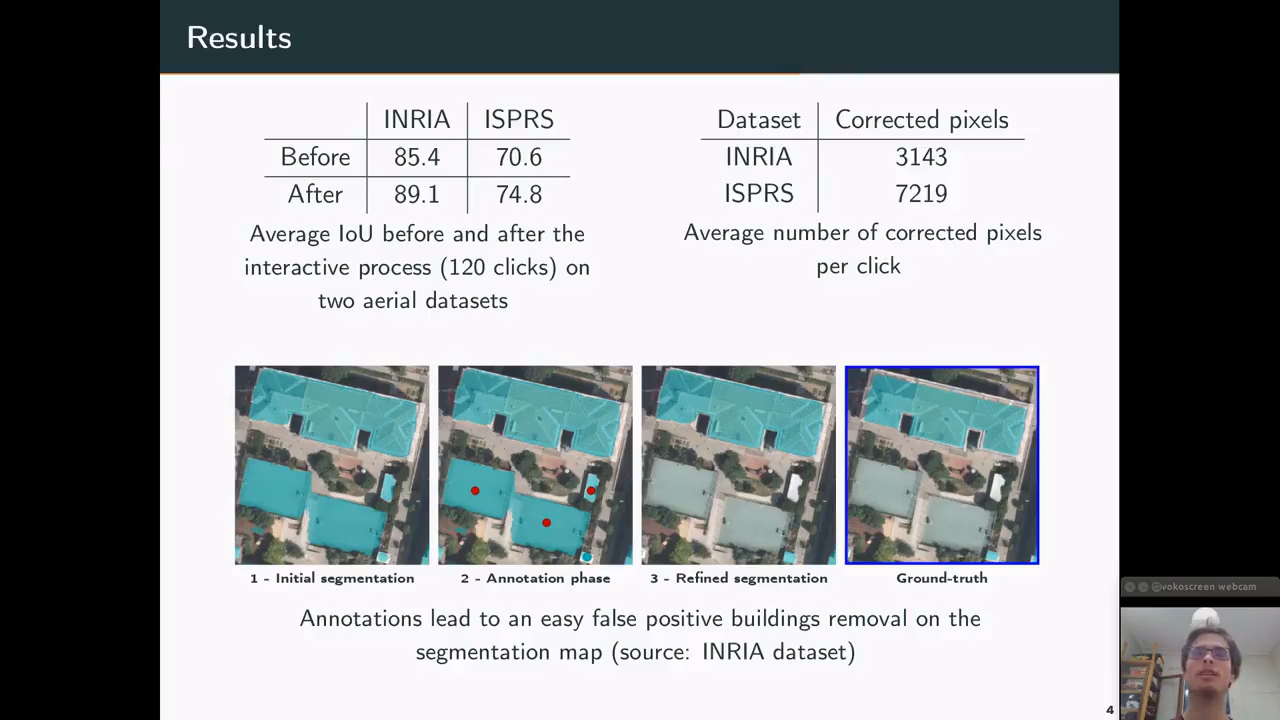 Results
INRIA ISPRS
Before 85.4 70.6
After 89.1 74.8
Average IoU before and after the
interactive process (120 clicks) on
two aerial datasets
Dataset Corrected pixels
INRIA 3143
ISPRS 7219
Average number of corrected pixels
per click
1 - Initial segmentation
2 - Annotation phase
3 - Refined segmentation
Ground-truth
Annotations lead to an easy false positive buildings removal on the
segmentation map (source: INRIA dataset)
vokoscreen webcam
4